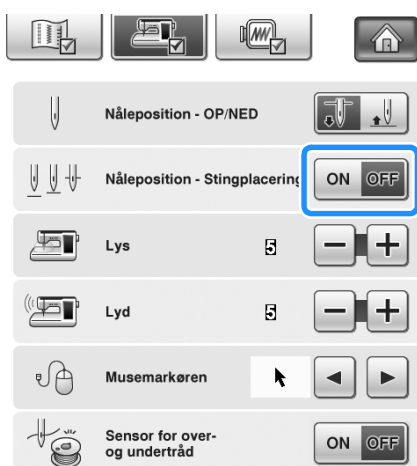 Nåleposition - OP/NED
Nåleposition - Stingplacering
ON OFF
Lys 5
Lyd 5
Musemarkøren
Sensor for over-
og undertråd
ON OFF